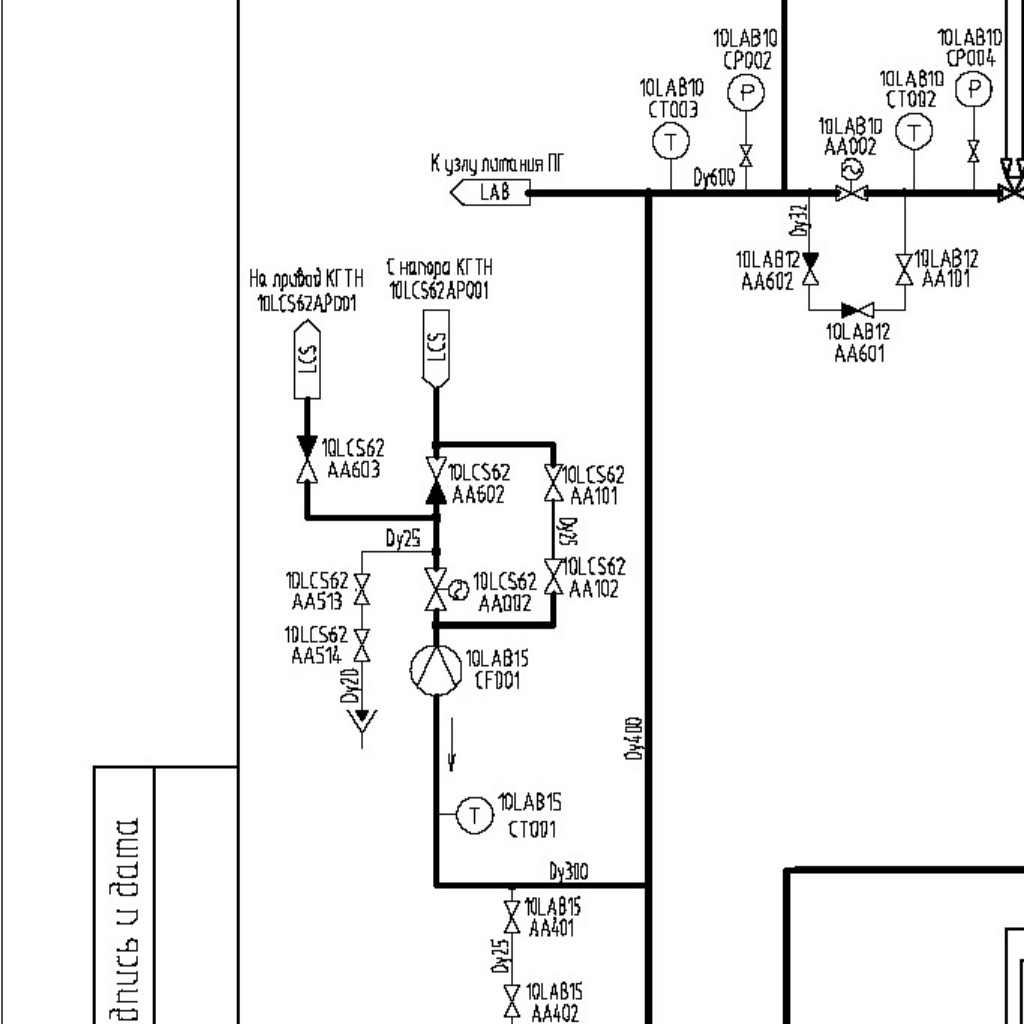 10LAB10
CP002
10LAB10
CP004
P
P
10LAB10
CT003
10LAB10
CT002
T
T
10LAB10
AA002
К узлу питания ПГ
LAB
Dy600
Dy32
10LAB12
AA602
10LAB12
AA101
10LAB12
AA601
На привод КГТН
10LCS62AP001
С напора КГТН
10LCS62AP001
LCS
LCS
10LCS62
AA603
10LCS62
AA602
10LCS62
AA101
Dy25
Dy25
10LCS62
AA513
10LCS62
AA002
10LCS62
AA102
10LCS62
AA514
Dy20
10LAB15
CF001
Dy400
T
10LAB15
CT001
Dy300
10LAB15
AA401
Dy25
10LAB15
AA402
дпись и дата